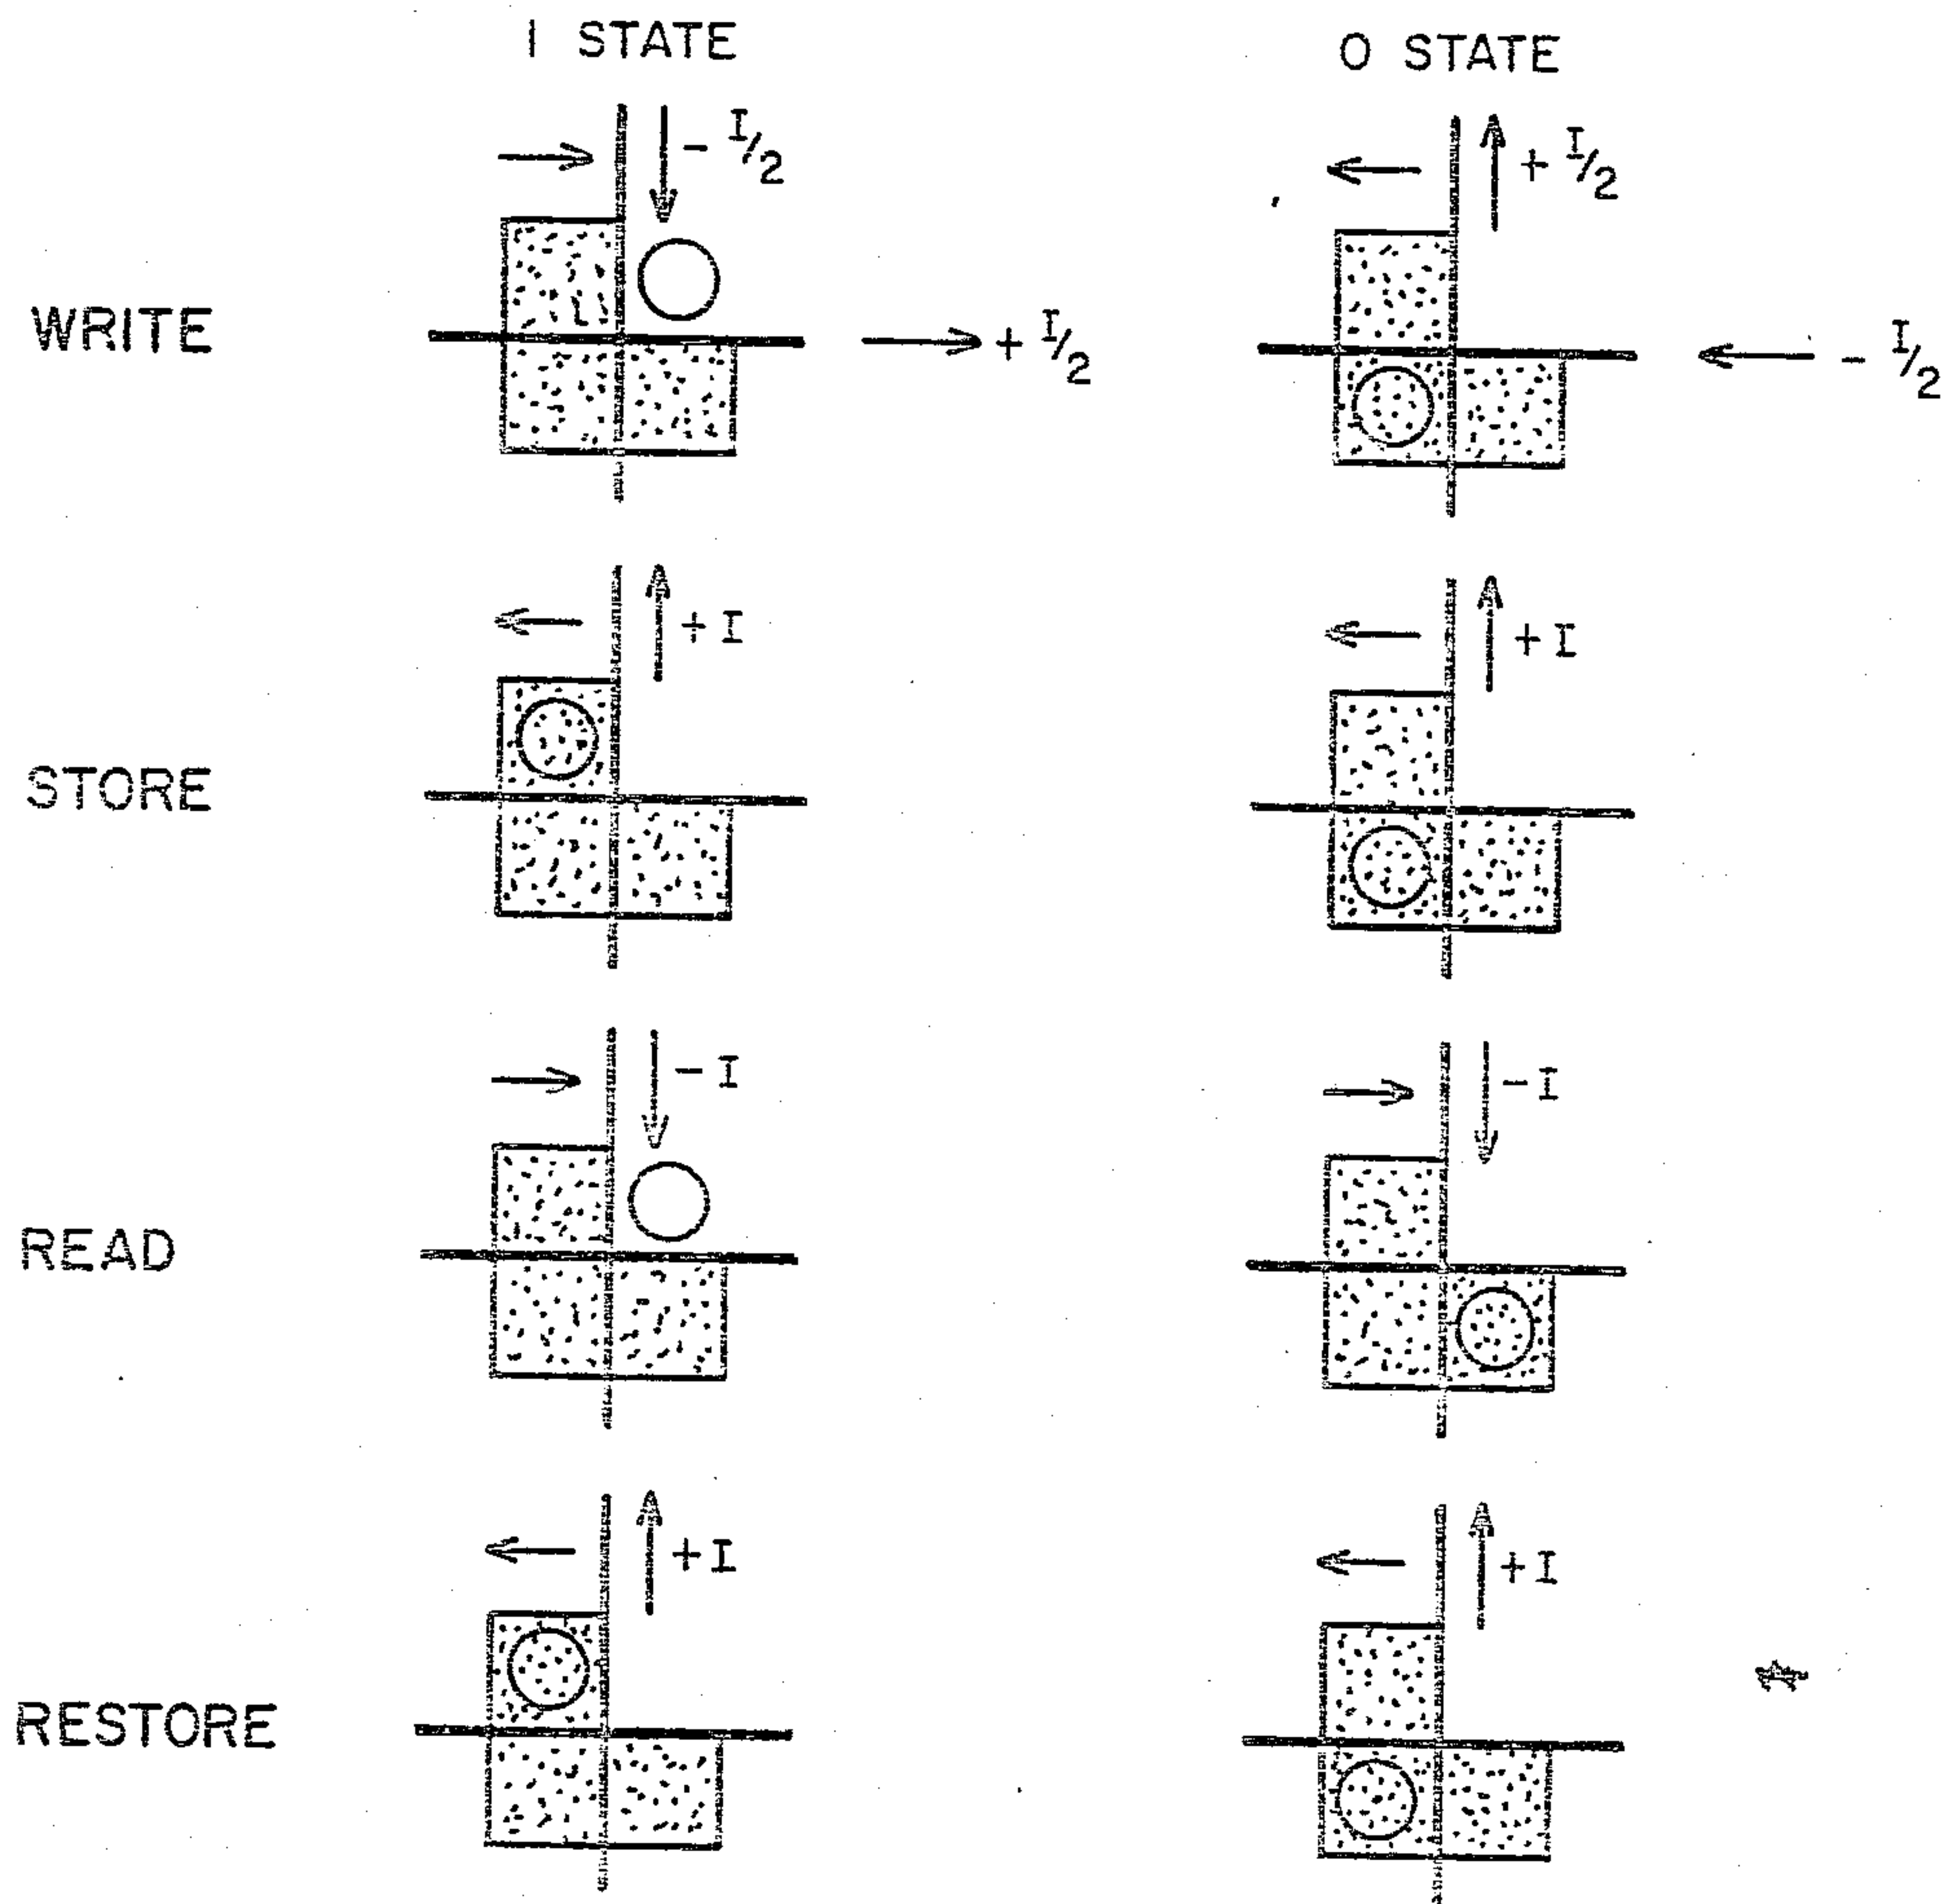 1 STATE
0 STATE
- I/2
+ I/2
WRITE
+ I/2
- I/2
+ I
+ I
STORE
- I
- I
READ
+ I
+ I
RESTORE